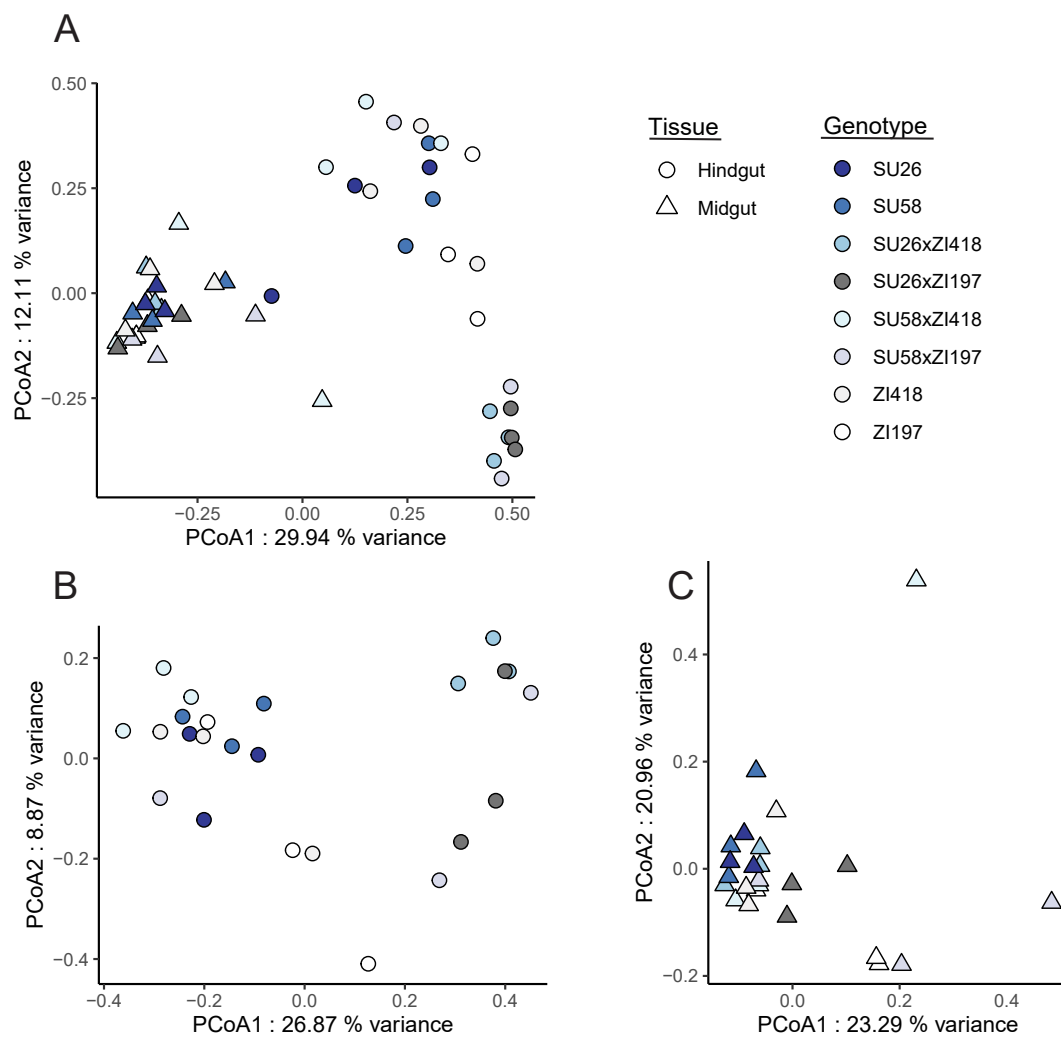 A
0.50
0.25
0.00
−0.25
PCoA2 : 12.11 % variance
−0.25 0.00 0.25 0.50
PCoA1 : 29.94 % variance
Tissue
Hindgut
Midgut
Genotype
SU26
SU58
SU26xZI418
SU26xZI197
SU58xZI418
SU58xZI197
ZI418
ZI197
B
0.2
0.0
−0.2
−0.4
PCoA2 : 8.87 % variance
−0.4 −0.2 0.0 0.2 0.4
PCoA1 : 26.87 % variance
C
0.4
0.2
0.0
−0.2
PCoA2 : 20.96 % variance
0.0 0.2 0.4
PCoA1 : 23.29 % variance